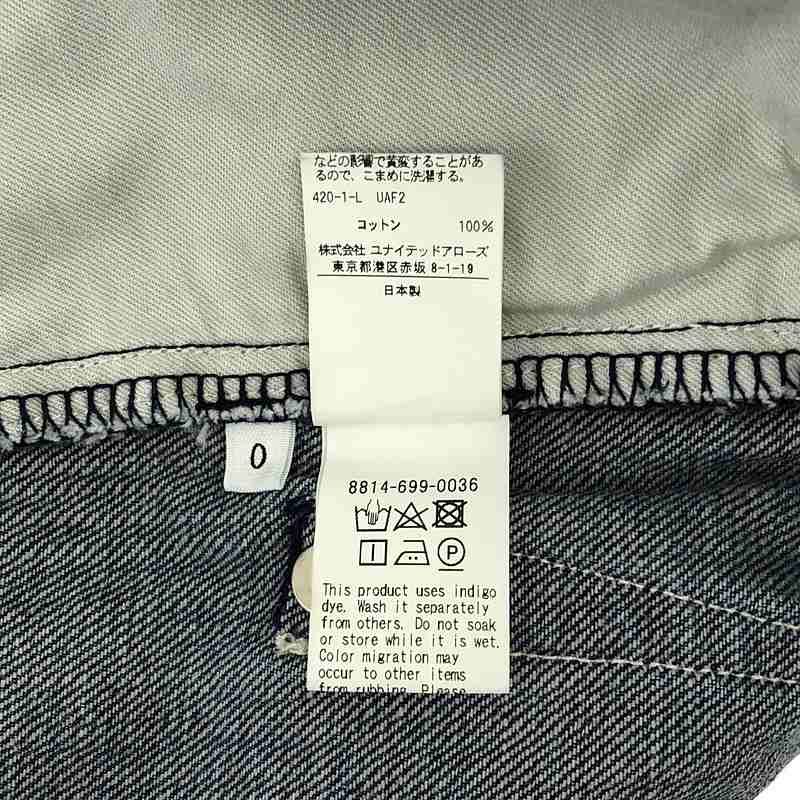 などの影響で黄変することがあ
るので、こまめに洗濯する。
420-1-L UAF2
コットン 100%
株式会社 ユナイテッドアローズ
東京都港区赤坂 8-1-19
日本製
0
8814-699-0036
P
This product uses indigo
dye. Wash it separately
from others. Do not soak
or store while it is wet.
Color migration may
occur to other items
from rubbing. Please